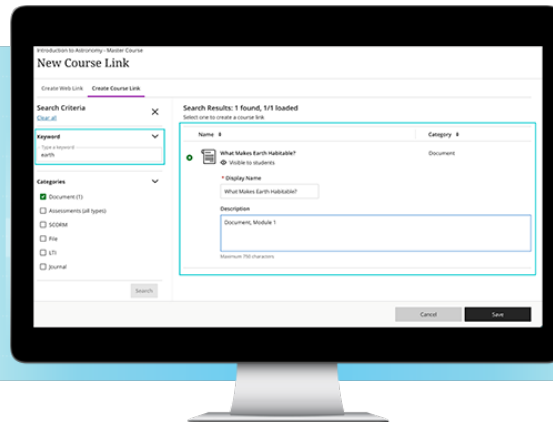 Introduction to Astronomy - Master Course
New Course Link
Create Web Link Create Course Link
Search Criteria
Clear all
Keyword
Type a keyword
earth
Categories
Document (1)
Assessments (all types)
SCORM
File
LTI
Journal
Search
Search Results: 1 found, 1/1 loaded
Select one to create a course link
Name Category
What Makes Earth Habitable? Document
Visible to students
* Display Name
What Makes Earth Habitable?
Description
Document, Module 1
Maximum 750 characters
Cancel Save